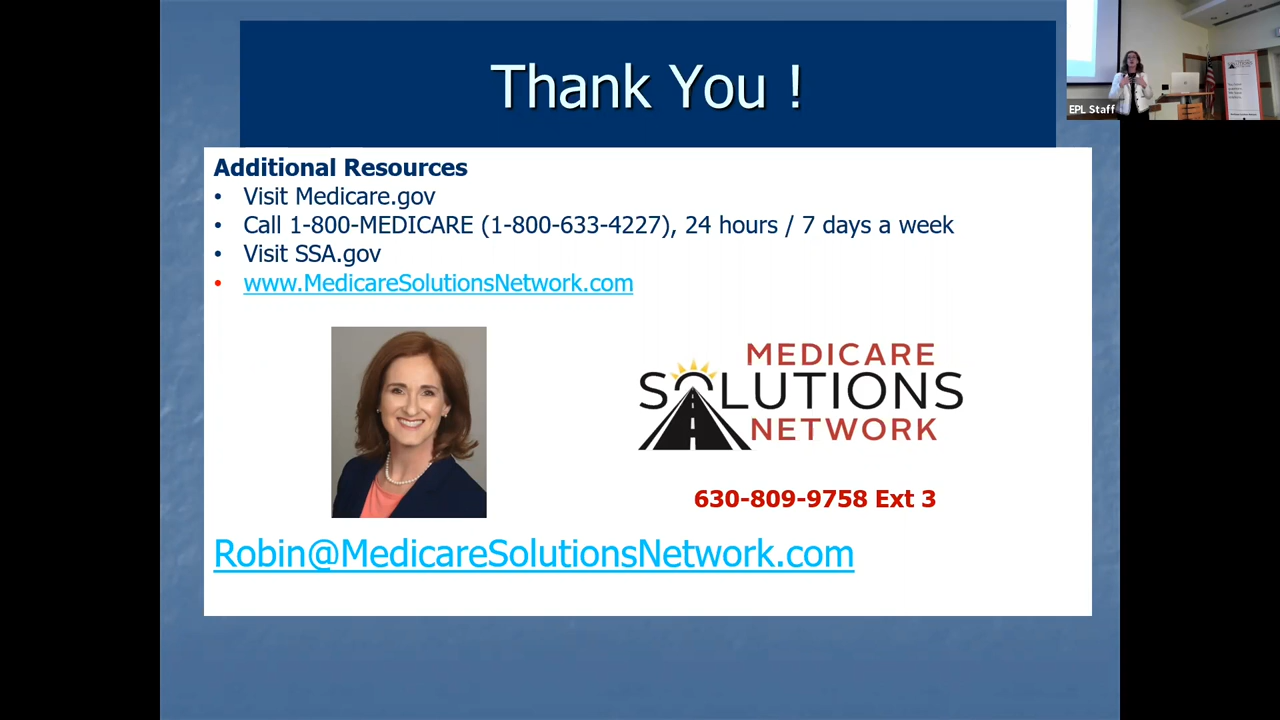 Thank You !
Additional Resources
• Visit Medicare.gov
• Call 1-800-MEDICARE (1-800-633-4227), 24 hours / 7 days a week
• Visit SSA.gov
• www.MedicareSolutionsNetwork.com
MEDICARE
SOLUTIONS
NETWORK
630-809-9758 Ext 3
Robin@MedicareSolutionsNetwork.com
EPL Staff